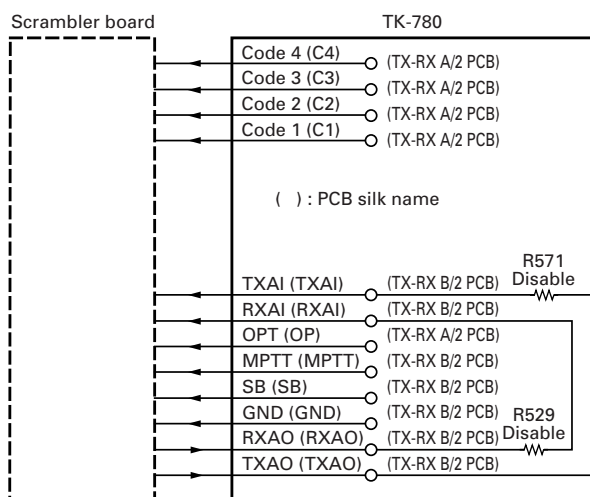 Scrambler board TK-780
Code 4 (C4) (TX-RX A/2 PCB)
Code 3 (C3) (TX-RX A/2 PCB)
Code 2 (C2) (TX-RX A/2 PCB)
Code 1 (C1) (TX-RX A/2 PCB)
( ) : PCB silk name
R571
Disable
TXAI (TXAI) (TX-RX B/2 PCB)
RXAI (RXAI) (TX-RX B/2 PCB)
OPT (OP) (TX-RX A/2 PCB)
MPTT (MPTT) (TX-RX B/2 PCB)
SB (SB) (TX-RX B/2 PCB)
GND (GND) (TX-RX B/2 PCB)
R529
Disable
RXAO (RXAO) (TX-RX B/2 PCB)
TXAO (TXAO) (TX-RX B/2 PCB)